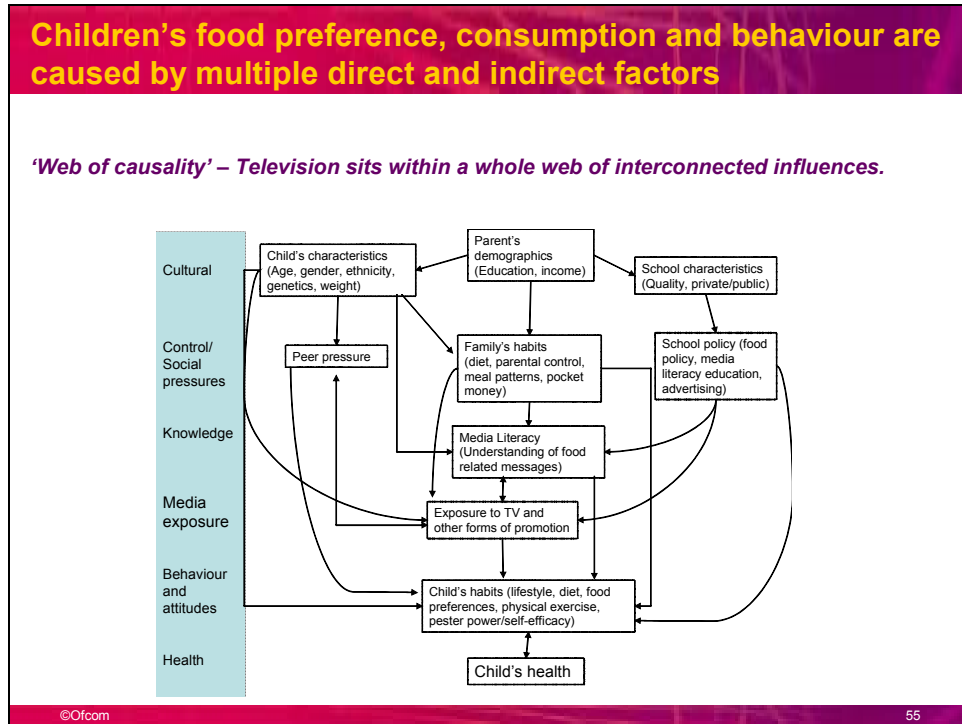 Children's food preference, consumption and behaviour are
caused by multiple direct and indirect factors
'Web of causality' – Television sits within a whole web of interconnected influences.
Cultural
Child's characteristics
(Age, gender, ethnicity,
genetics, weight)
Parent's
demographics
(Education, income)
School characteristics
(Quality, private/public)
Control/
Social
pressures
Peer pressure
Family's habits
(diet, parental control,
meal patterns, pocket
money)
School policy (food
policy, media
literacy education,
advertising)
Knowledge
Media Literacy
(Understanding of food
related messages)
Media
exposure
Exposure to TV and
other forms of promotion
Behaviour
and
attitudes
Child's habits (lifestyle, diet, food
preferences, physical exercise,
pester power/self-efficacy)
Health
Child's health
©Ofcom
55